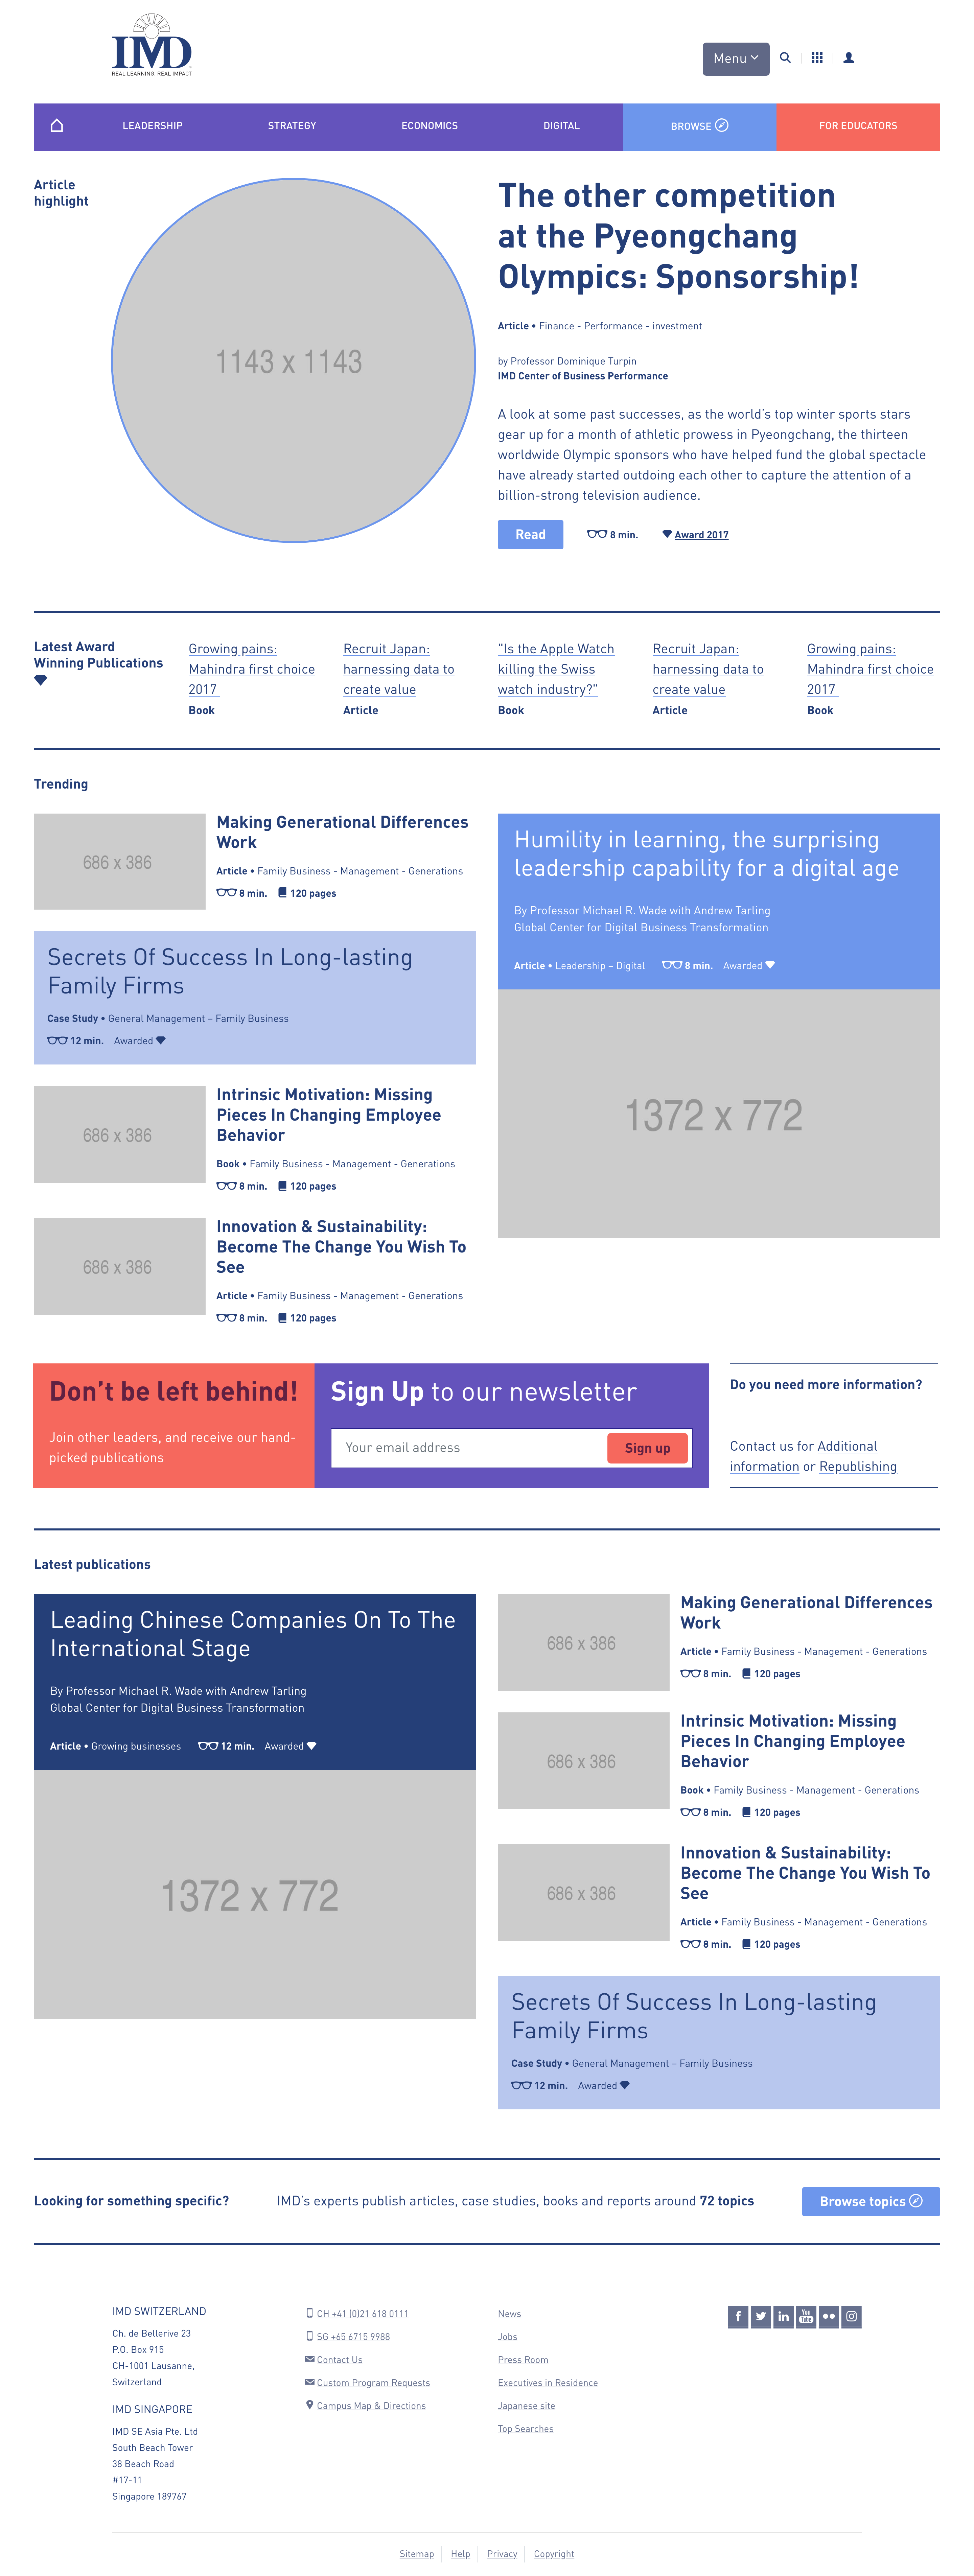 IMD
REAL LEARNING. REAL IMPACT
Menu
LEADERSHIP
STRATEGY
ECONOMICS
DIGITAL
BROWSE
FOR EDUCATORS
Article
highlight
1143 x 1143
The other competition
at the Pyeongchang
Olympics: Sponsorship!
Article • Finance - Performance - investment
by Professor Dominique Turpin
IMD Center of Business Performance
A look at some past successes, as the world’s top winter sports stars
gear up for a month of athletic prowess in Pyeongchang, the thirteen
worldwide Olympic sponsors who have helped fund the global spectacle
have already started outdoing each other to capture the attention of a
billion-strong television audience.
Read
8 min.
Award 2017
Latest Award
Winning Publications
Growing pains:
Mahindra first choice
2017
Book
Recruit Japan:
harnessing data to
create value
Article
"Is the Apple Watch
killing the Swiss
watch industry?"
Book
Recruit Japan:
harnessing data to
create value
Article
Growing pains:
Mahindra first choice
2017
Book
Trending
686 x 386
Making Generational Differences
Work
Article • Family Business - Management - Generations
8 min. 120 pages
Secrets Of Success In Long-lasting
Family Firms
Case Study • General Management – Family Business
12 min. Awarded
686 x 386
Intrinsic Motivation: Missing
Pieces In Changing Employee
Behavior
Book • Family Business - Management - Generations
8 min. 120 pages
686 x 386
Innovation & Sustainability:
Become The Change You Wish To
See
Article • Family Business - Management - Generations
8 min. 120 pages
Humility in learning, the surprising
leadership capability for a digital age
By Professor Michael R. Wade with Andrew Tarling
Global Center for Digital Business Transformation
Article • Leadership – Digital 8 min. Awarded
1372 x 772
Don’t be left behind!
Join other leaders, and receive our hand-
picked publications
Sign Up to our newsletter
Your email address
Sign up
Do you need more information?
Contact us for Additional
information or Republishing
Latest publications
Leading Chinese Companies On To The
International Stage
By Professor Michael R. Wade with Andrew Tarling
Global Center for Digital Business Transformation
Article • Growing businesses 12 min. Awarded
1372 x 772
686 x 386
Making Generational Differences
Work
Article • Family Business - Management - Generations
8 min. 120 pages
686 x 386
Intrinsic Motivation: Missing
Pieces In Changing Employee
Behavior
Book • Family Business - Management - Generations
8 min. 120 pages
686 x 386
Innovation & Sustainability:
Become The Change You Wish To
See
Article • Family Business - Management - Generations
8 min. 120 pages
Secrets Of Success In Long-lasting
Family Firms
Case Study • General Management – Family Business
12 min. Awarded
Looking for something specific?
IMD’s experts publish articles, case studies, books and reports around 72 topics
Browse topics
IMD SWITZERLAND
Ch. de Bellerive 23
P.O. Box 915
CH-1001 Lausanne,
Switzerland
IMD SINGAPORE
IMD SE Asia Pte. Ltd
South Beach Tower
38 Beach Road
#17-11
Singapore 189767
CH +41 (0)21 618 0111
SG +65 6715 9988
Contact Us
Custom Program Requests
Campus Map & Directions
News
Jobs
Press Room
Executives in Residence
Japanese site
Top Searches
You
Tube
Sitemap
Help
Privacy
Copyright